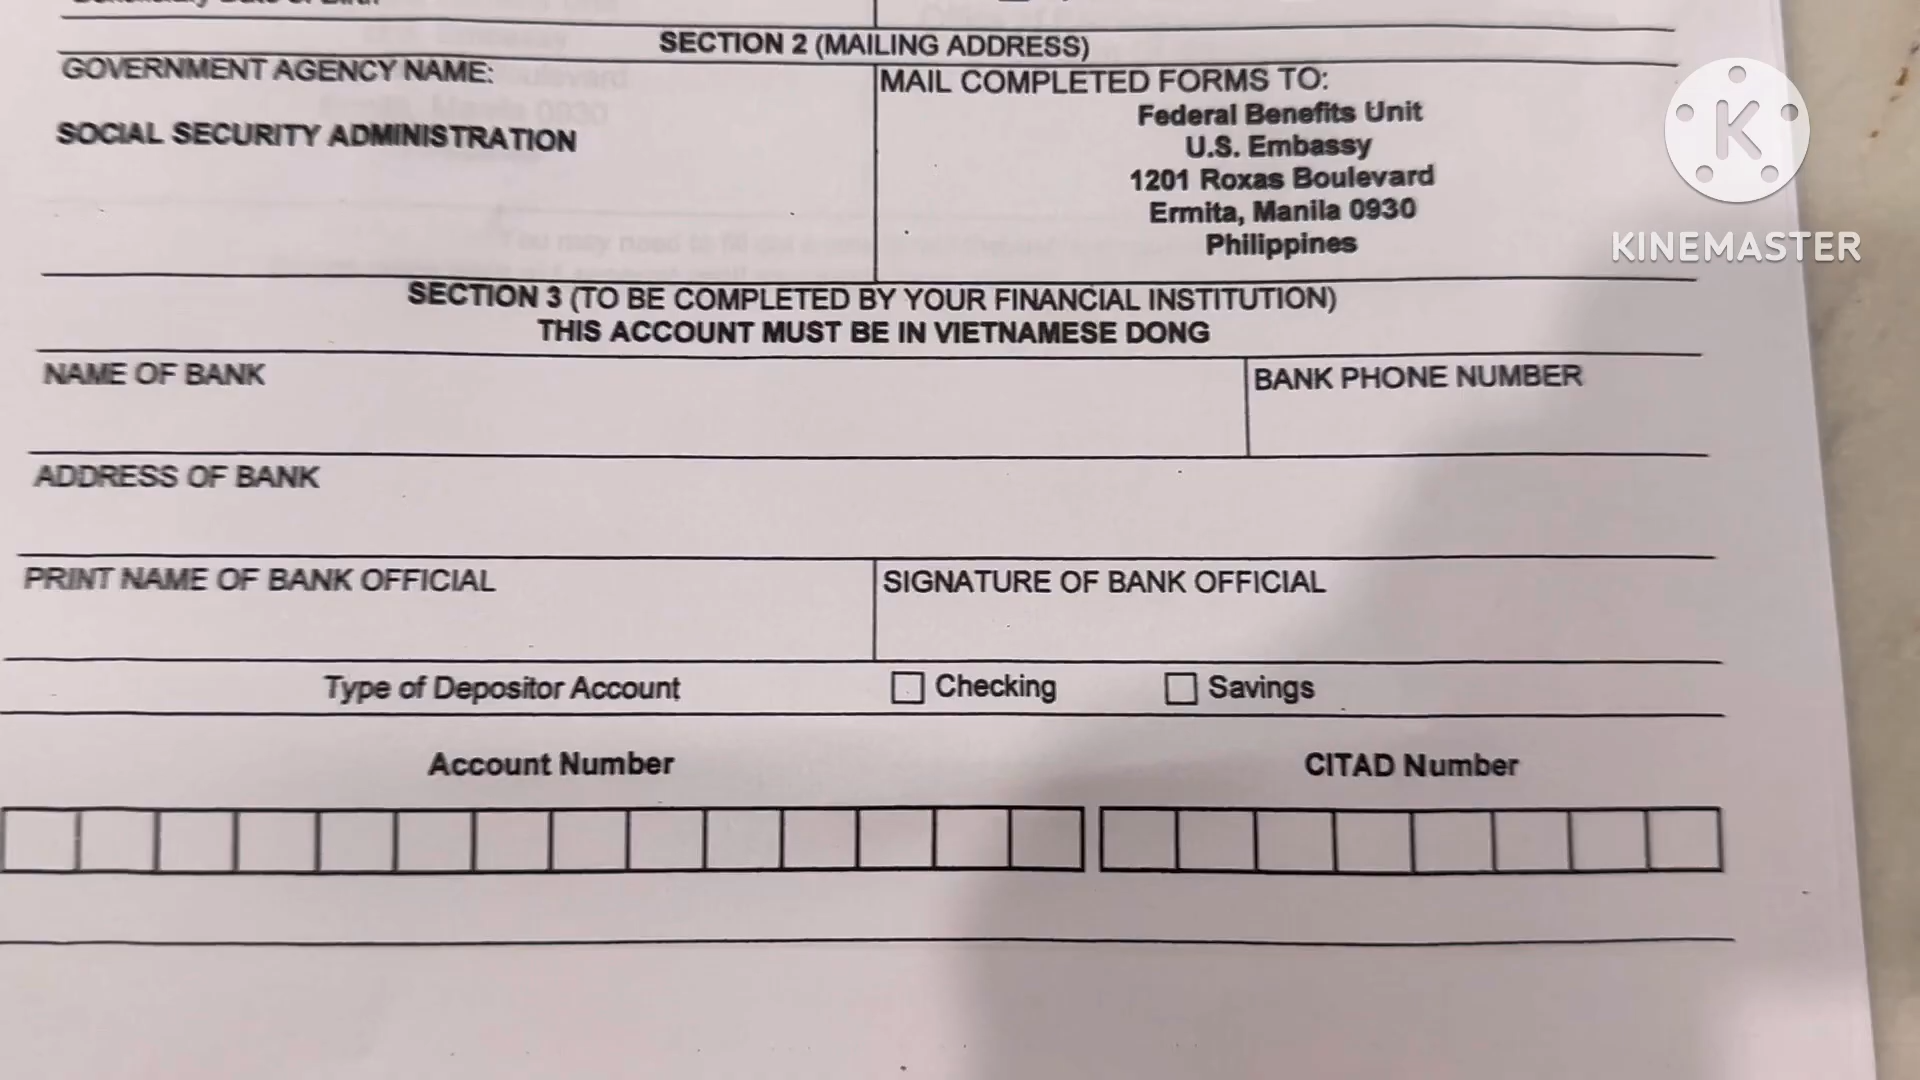 SECTION 2 (MAILING ADDRESS)
GOVERNMENT AGENCY NAME:
SOCIAL SECURITY ADMINISTRATION
MAIL COMPLETED FORMS TO:
Federal Benefits Unit
U.S. Embassy
1201 Roxas Boulevard
Ermita, Manila 0930
Philippines
K
KINEMASTER
SECTION 3 (TO BE COMPLETED BY YOUR FINANCIAL INSTITUTION)
THIS ACCOUNT MUST BE IN VIETNAMESE DONG
NAME OF BANK
BANK PHONE NUMBER
ADDRESS OF BANK
PRINT NAME OF BANK OFFICIAL
SIGNATURE OF BANK OFFICIAL
Type of Depositor Account
Checking
Savings
Account Number
CITAD Number